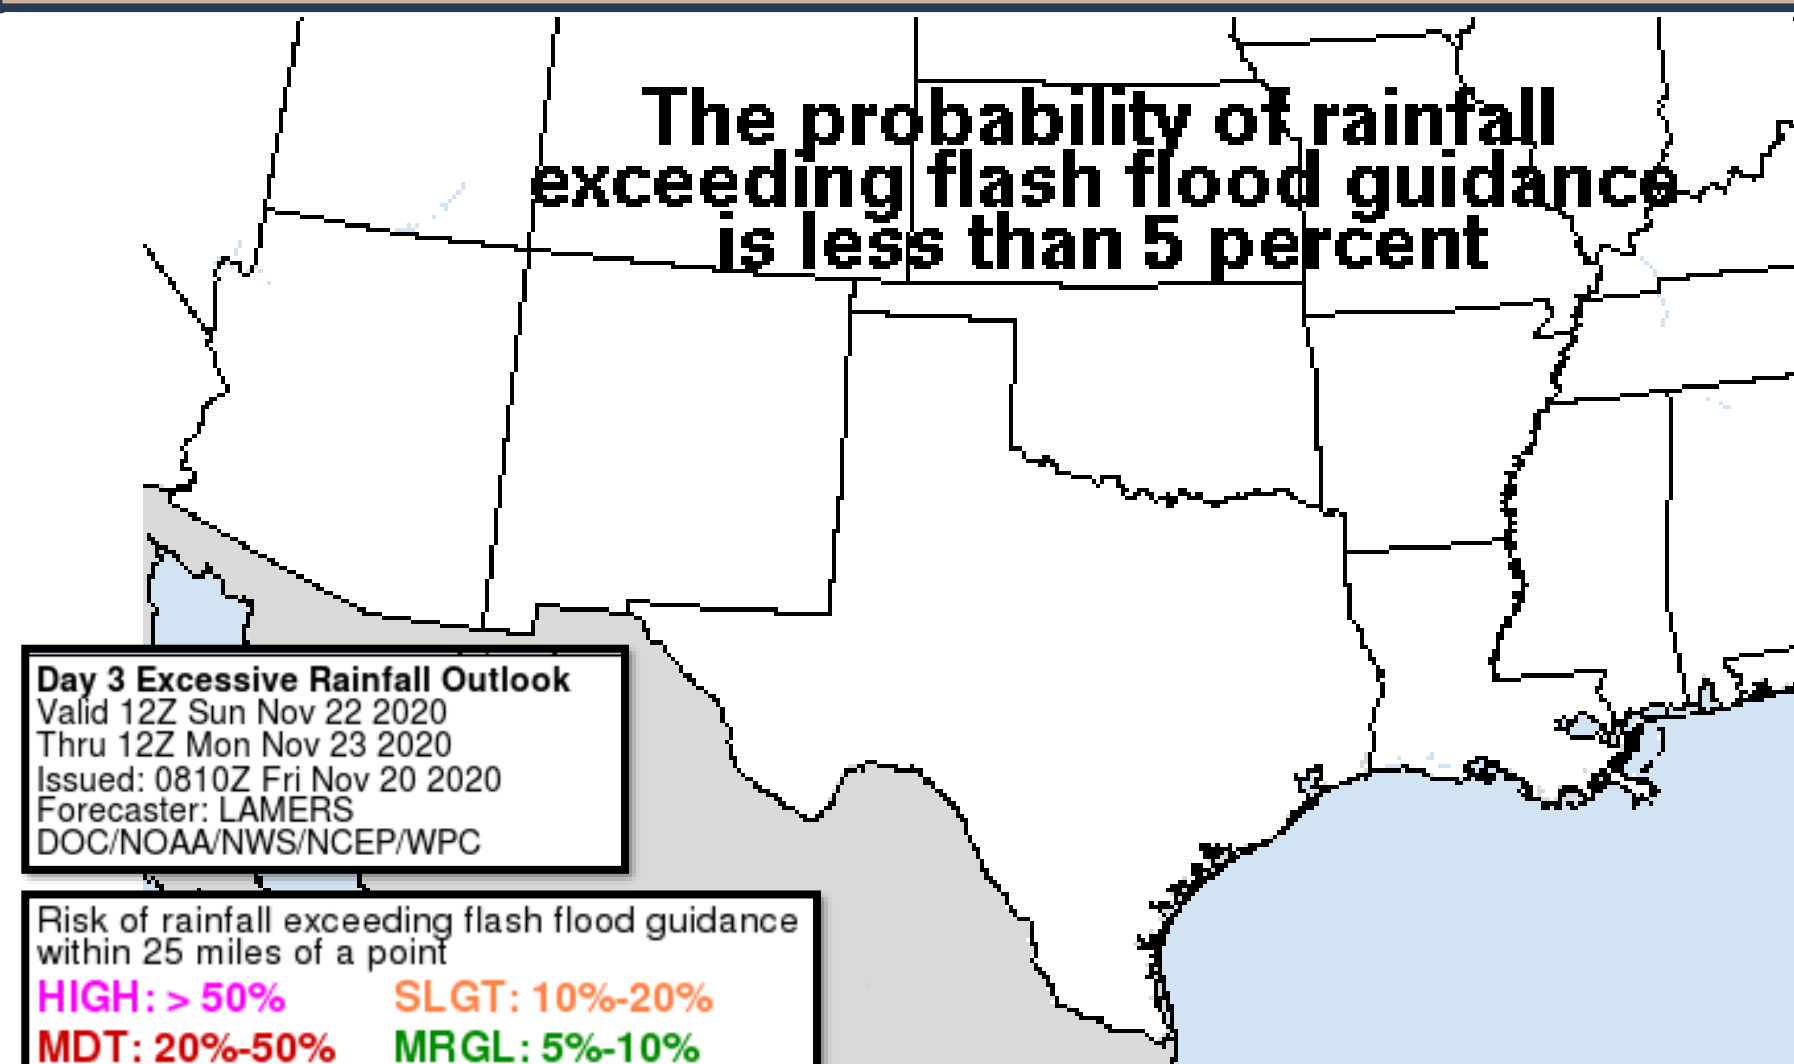 The probability of rainfall
exceeding flash flood guidance
is less than 5 percent
Day 3 Excessive Rainfall Outlook
Valid 12Z Sun Nov 22 2020
Thru 12Z Mon Nov 23 2020
Issued: 0810Z Fri Nov 20 2020
Forecaster: LAMERS
DOC/NOAA/NWS/NCEP/WPC
Risk of rainfall exceeding flash flood guidance
within 25 miles of a point
HIGH: > 50% SLGT: 10%-20%
MDT: 20%-50% MRGL: 5%-10%